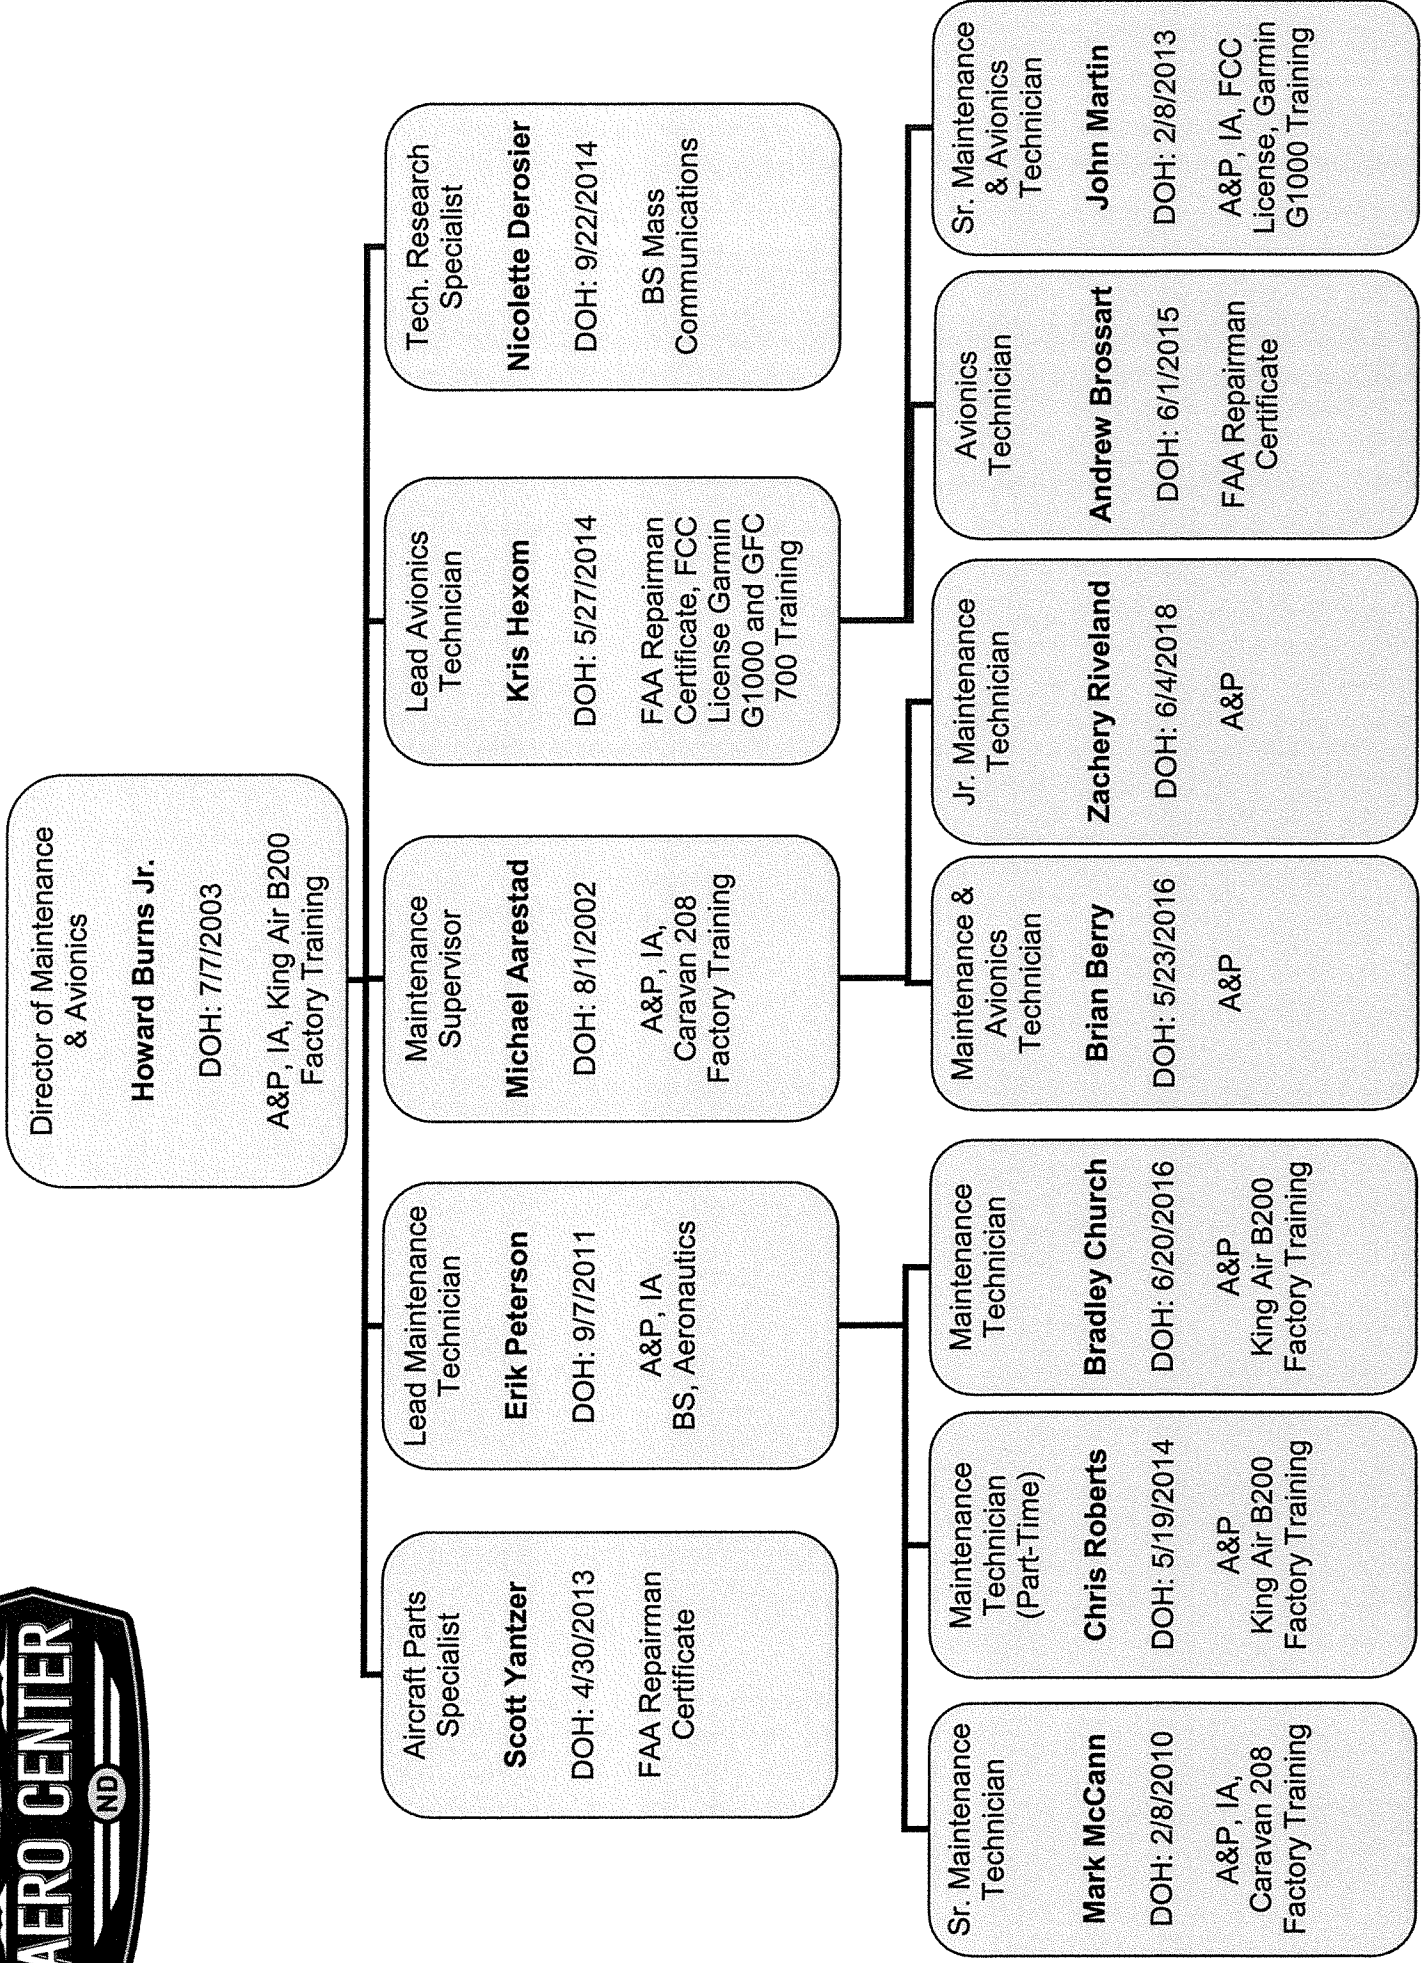 AERO CENTER
ND
Director of Maintenance
& Avionics
Howard Burns Jr.
DOH: 7/7/2003
A&P, IA, King Air B200
Factory Training
Aircraft Parts
Specialist
Scott Yantzer
DOH: 4/30/2013
FAA Repairman
Certificate
Lead Maintenance
Technician
Erik Peterson
DOH: 9/7/2011
A&P, IA
BS, Aeronautics
Maintenance
Supervisor
Michael Aarestad
DOH: 8/1/2002
A&P, IA,
Caravan 208
Factory Training
Lead Avionics
Technician
Kris Hexom
DOH: 5/27/2014
FAA Repairman
Certificate, FCC
License Garmin
G1000 and GFC
700 Training
Tech. Research
Specialist
Nicolette Derosier
DOH: 9/22/2014
BS Mass
Communications
Sr. Maintenance
Technician
Mark McCann
DOH: 2/8/2010
A&P, IA,
Caravan 208
Factory Training
Maintenance
Technician
(Part-Time)
Chris Roberts
DOH: 5/19/2014
A&P
King Air B200
Factory Training
Maintenance
Technician
Bradley Church
DOH: 6/20/2016
A&P
King Air B200
Factory Training
Maintenance &
Avionics
Technician
Brian Berry
DOH: 5/23/2016
A&P
Jr. Maintenance
Technician
Zachery Riveland
DOH: 6/4/2018
A&P
Avionics
Technician
Andrew Brossart
DOH: 6/1/2015
FAA Repairman
Certificate
Sr. Maintenance
& Avionics
Technician
John Martin
DOH: 2/8/2013
A&P, IA, FCC
License, Garmin
G1000 Training